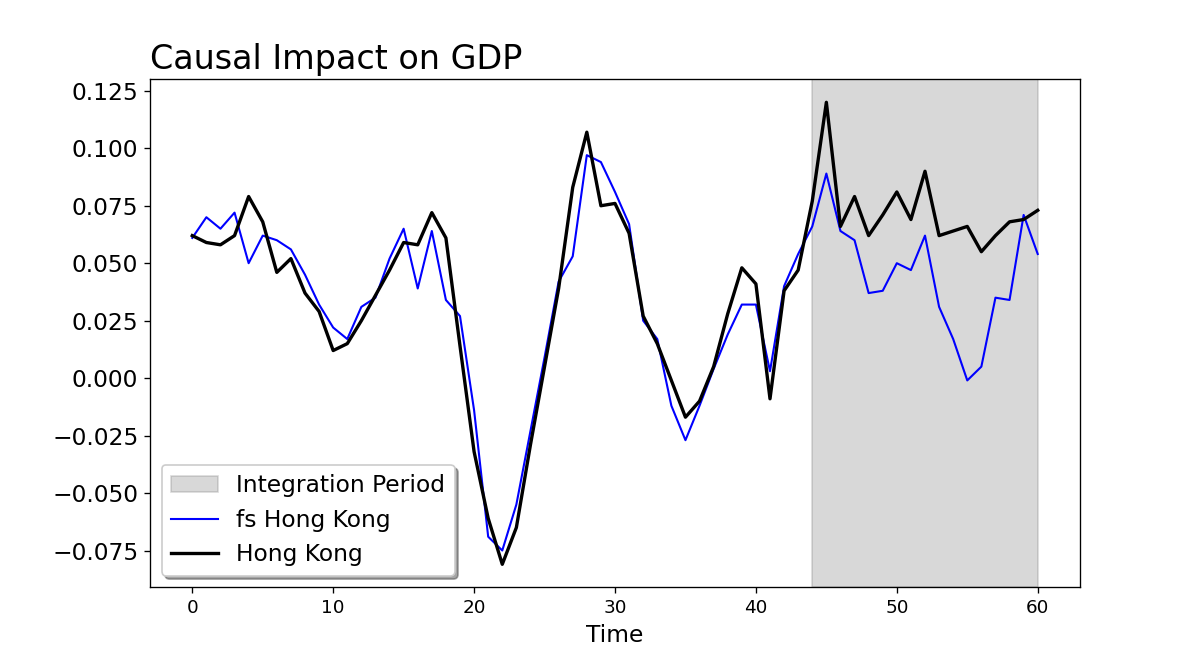 Causal Impact on GDP
0.125
0.100
0.075
0.050
0.025
0.000
−0.025
−0.050
−0.075
Integration Period
fs Hong Kong
Hong Kong
0 10 20 30 40 50 60
Time